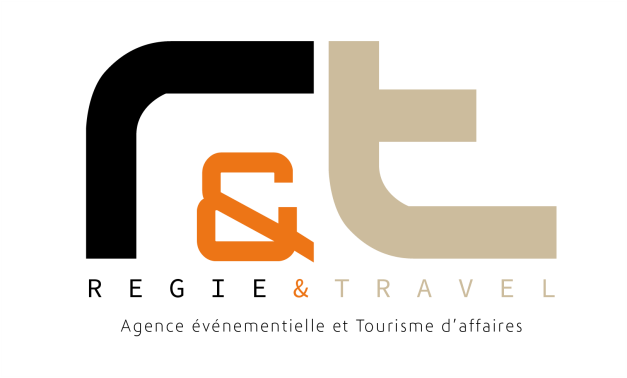 r&t
REGIE&TRAVEL
Agence événementielle et Tourisme d'affaires